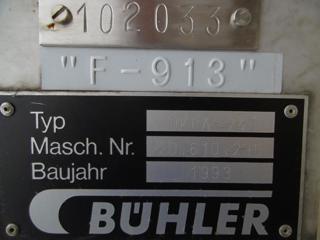 102033
"F-913"
Typ
Masch. Nr.
Baujahr 1993
BÜHLER